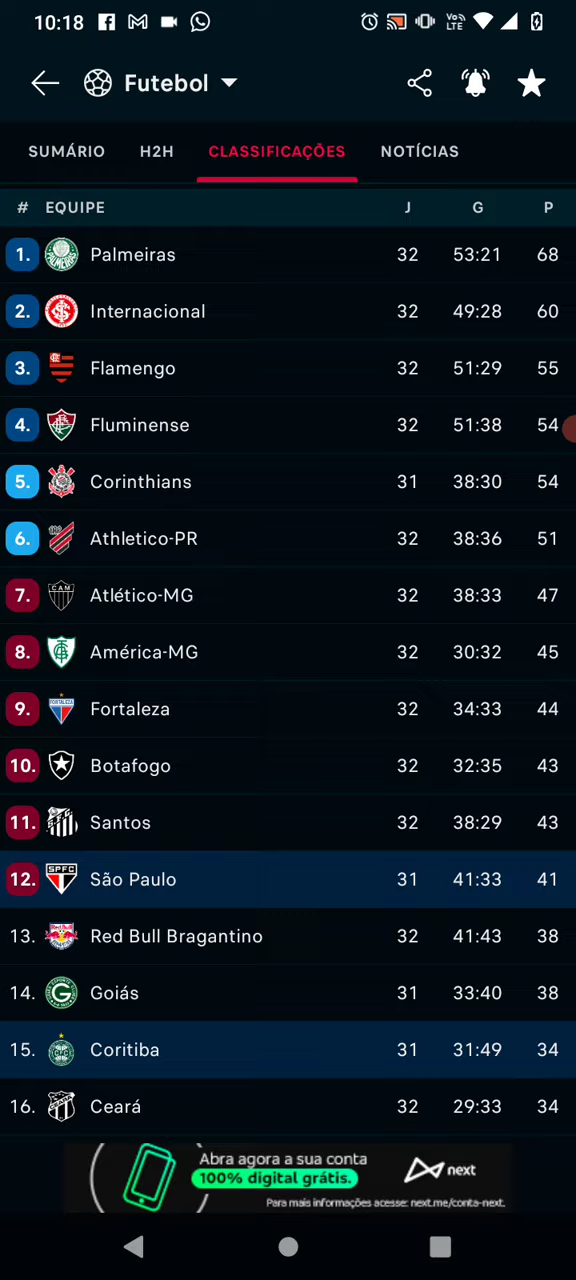 10:18 Vo) LTE
Futebol
SUMÁRIO H2H CLASSIFICAÇÕES NOTÍCIAS
# EQUIPE J G P
1. Palmeiras 32 53:21 68
2. Internacional 32 49:28 60
3. Flamengo 32 51:29 55
4. Fluminense 32 51:38 54
5. Corinthians 31 38:30 54
6. Athletico-PR 32 38:36 51
7. Atlético-MG 32 38:33 47
8. América-MG 32 30:32 45
9. Fortaleza 32 34:33 44
10. Botafogo 32 32:35 43
11. Santos 32 38:29 43
12. São Paulo 31 41:33 41
13. Red Bull Bragantino 32 41:43 38
14. Goiás 31 33:40 38
15. Coritiba 31 31:49 34
16. Ceará 32 29:33 34
Abra agora a sua conta
100% digital grátis.
next
Para mais informações acesse: next.me/conta-next.